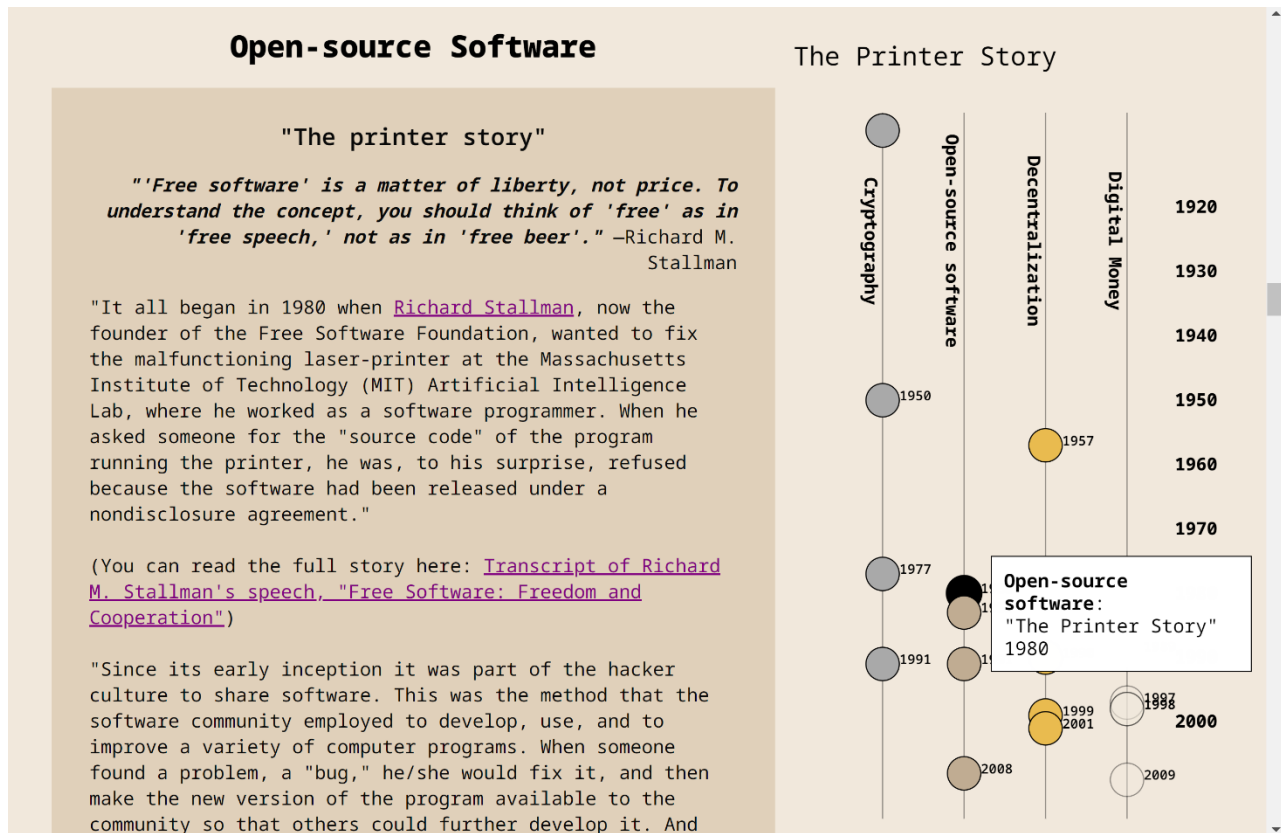 Open-source Software
"The printer story"
"'Free software' is a matter of liberty, not price. To
understand the concept, you should think of 'free' as in
'free speech,' not as in 'free beer'." —Richard M.
Stallman
"It all began in 1980 when Richard Stallman, now the
founder of the Free Software Foundation, wanted to fix
the malfunctioning laser-printer at the Massachusetts
Institute of Technology (MIT) Artificial Intelligence
Lab, where he worked as a software programmer. When he
asked someone for the "source code" of the program
running the printer, he was, to his surprise, refused
because the software had been released under a
nondisclosure agreement."
(You can read the full story here: Transcript of Richard
M. Stallman's speech, "Free Software: Freedom and
Cooperation")
"Since its early inception it was part of the hacker
culture to share software. This was the method that the
software community employed to develop, use, and to
improve a variety of computer programs. When someone
found a problem, a "bug," he/she would fix it, and then
make the new version of the program available to the
community so that others could further develop it. And
The Printer Story
Cryptography
Open-source software
Decentralization
Digital Money
1920
1930
1940
1950
1950
1957
1960
1970
1977
Open-source
software:
"The Printer Story"
1980
1991
1997
1998
1999
2001
2000
2008
2009